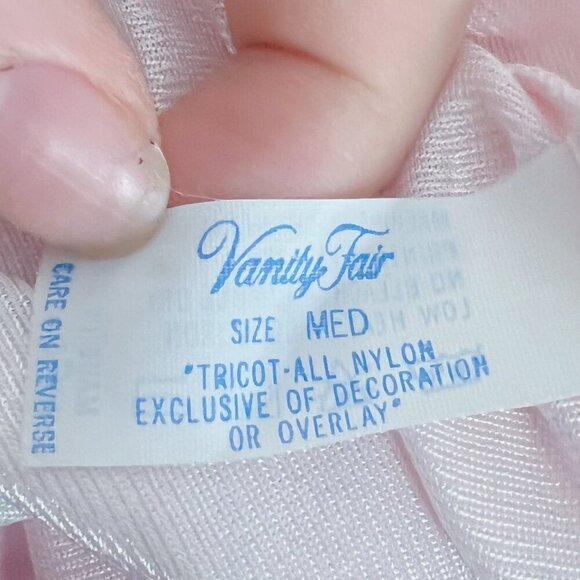 Vanity Fair
SIZE MED
"TRICOT-ALL NYLON
EXCLUSIVE OF DECORATION
OR OVERLAY"
CARE ON REVERSE